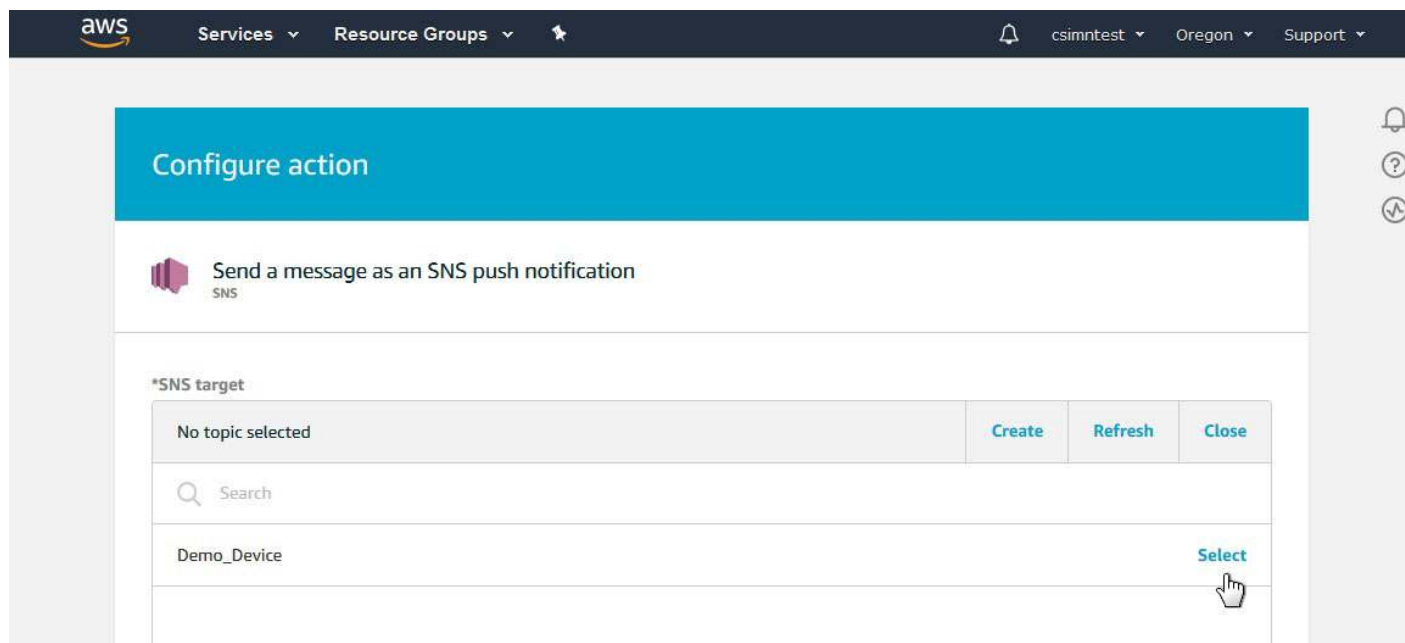 aws Services Resource Groups csimntest Oregon Support
Configure action
Send a message as an SNS push notification
SNS
*SNS target
No topic selected Create Refresh Close
Search
Demo_Device Select